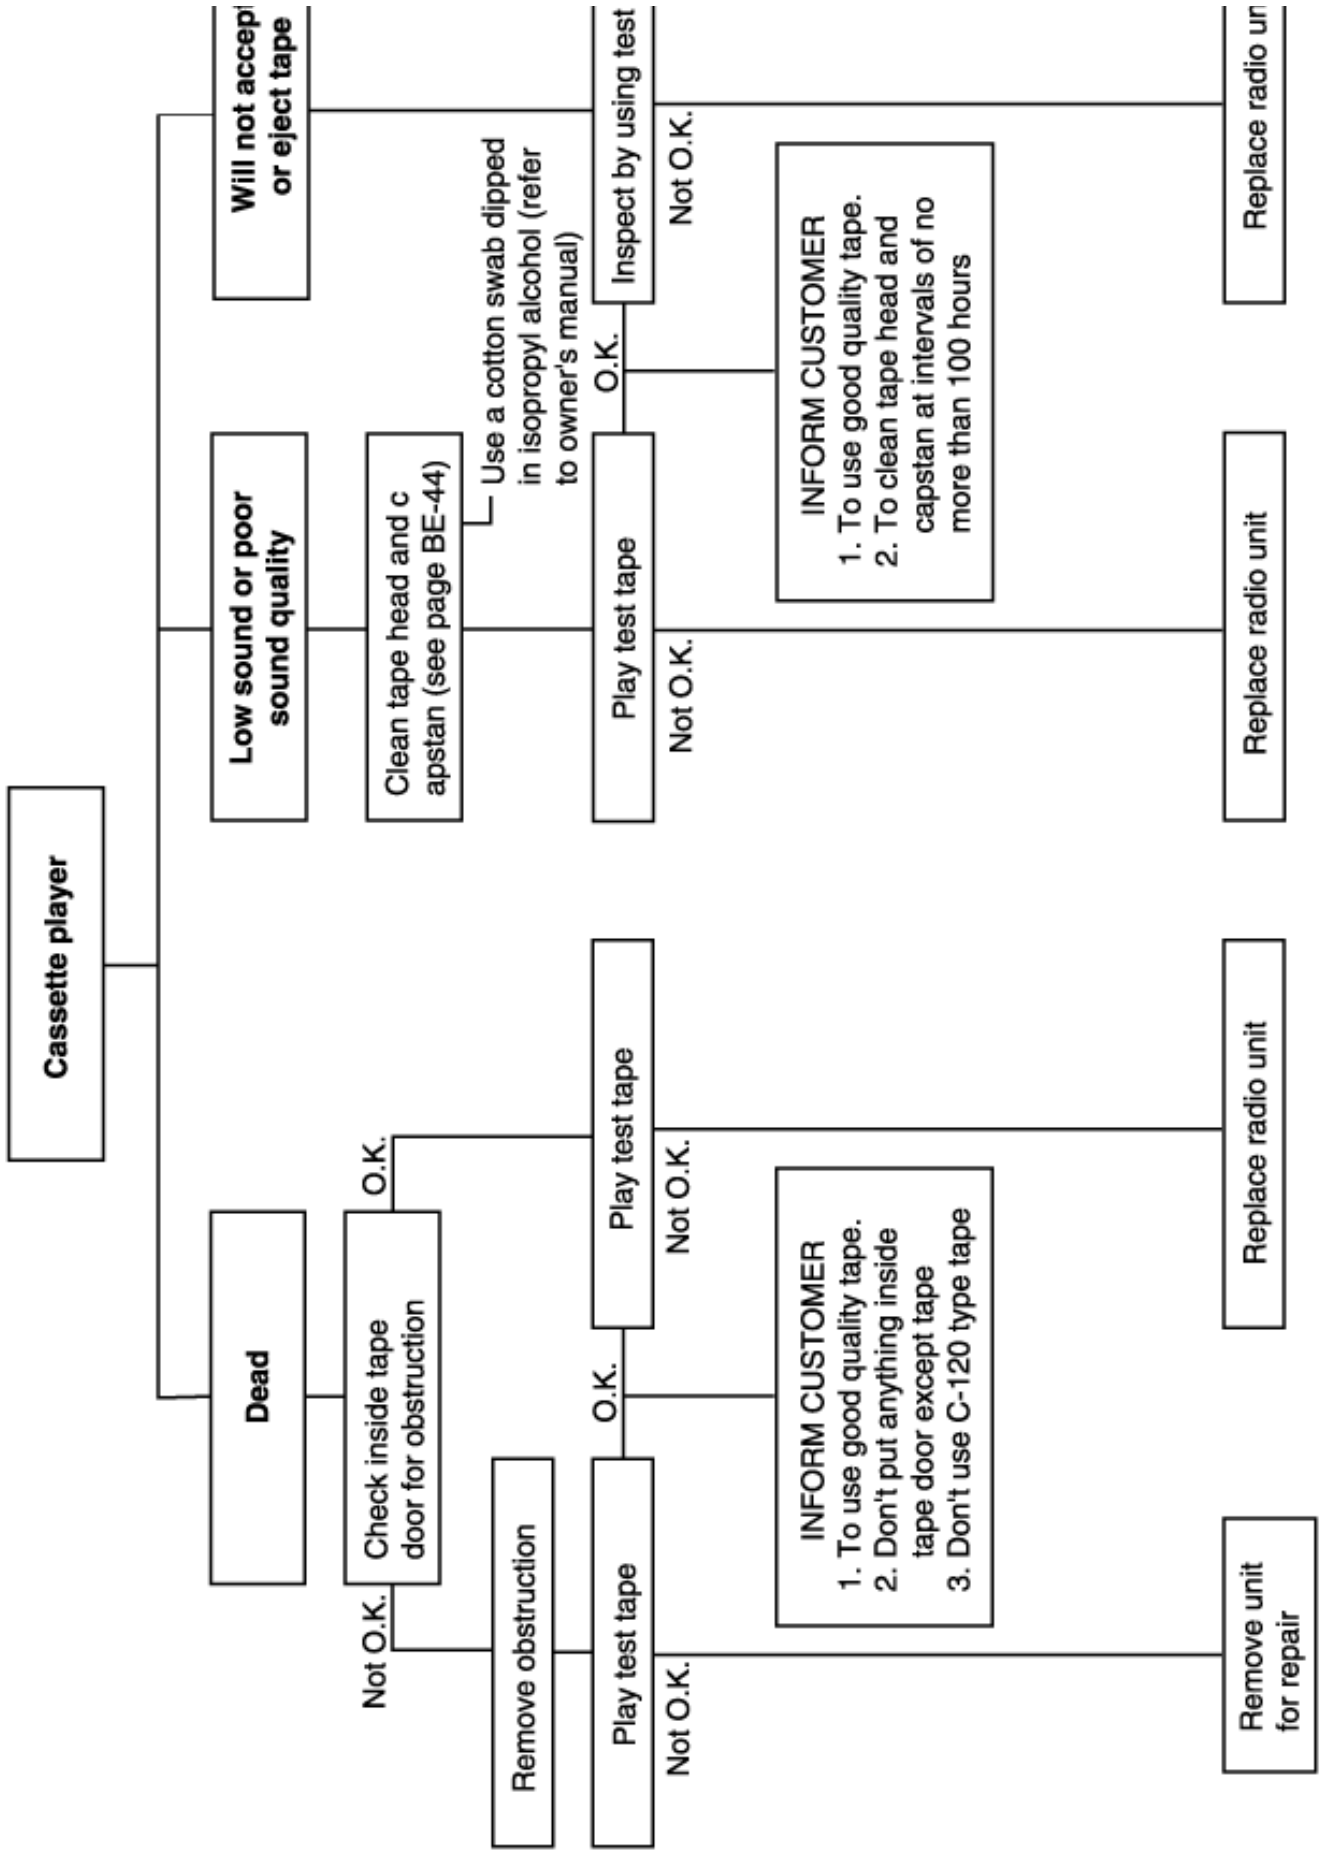 Cassette player
Dead
Low sound or poor
sound quality
Will not accept
or eject tape
Check inside tape
door for obstruction
Not O.K.
O.K.
Clean tape head and c
apstan (see page BE-44)
Use a cotton swab dipped
in isopropyl alcohol (refer
to owner's manual)
Remove obstruction
Play test tape
O.K.
Play test tape
Play test tape
O.K.
Inspect by using test
Not O.K.
Not O.K.
Not O.K.
Not O.K.
INFORM CUSTOMER
1. To use good quality tape.
2. Don't put anything inside
tape door except tape
3. Don't use C-120 type tape
INFORM CUSTOMER
1. To use good quality tape.
2. To clean tape head and
capstan at intervals of no
more than 100 hours
Remove unit
for repair
Replace radio unit
Replace radio unit
Replace radio un